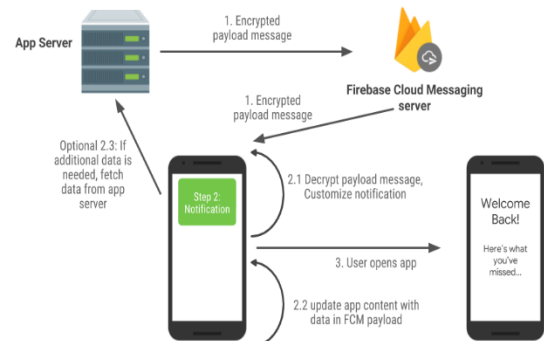 1. Encrypted
payload message
App Server
Firebase Cloud Messaging
server
1. Encrypted
payload message
Optional 2.3: If
additional data is
needed, fetch
data from app
server
Step 2:
Notification
2.1 Decrypt payload message,
Customize notification
Welcome
Back!
Here's what
you've
missed...
3. User opens app
2.2 update app content with
data in FCM payload